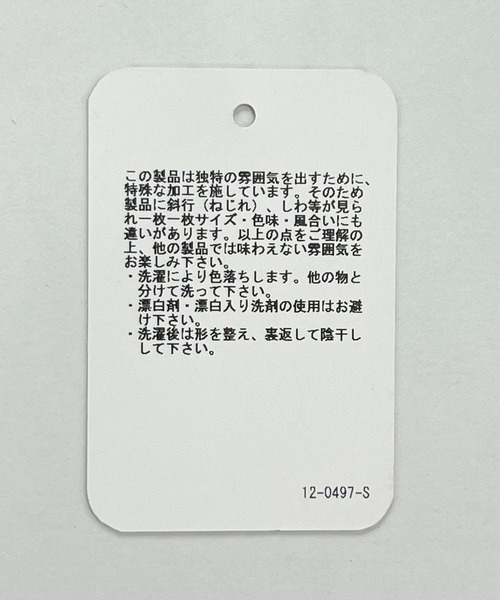 この製品は独特の雰囲気を出すために、
特殊な加工を施しています。そのため
製品に斜行（ねじれ）、しわ等が見ら
れ一枚一枚サイズ・色味・風合いにも
違いがあります。以上の点をご理解の
上、他の製品では味わえない雰囲気を
お楽しみ下さい。
・洗濯により色落ちします。他の物と
分けて洗って下さい。
・漂白剤・漂白入り洗剤の使用はお避
け下さい。
・洗濯後は形を整え、裏返して陰干し
して下さい。
12-0497-S